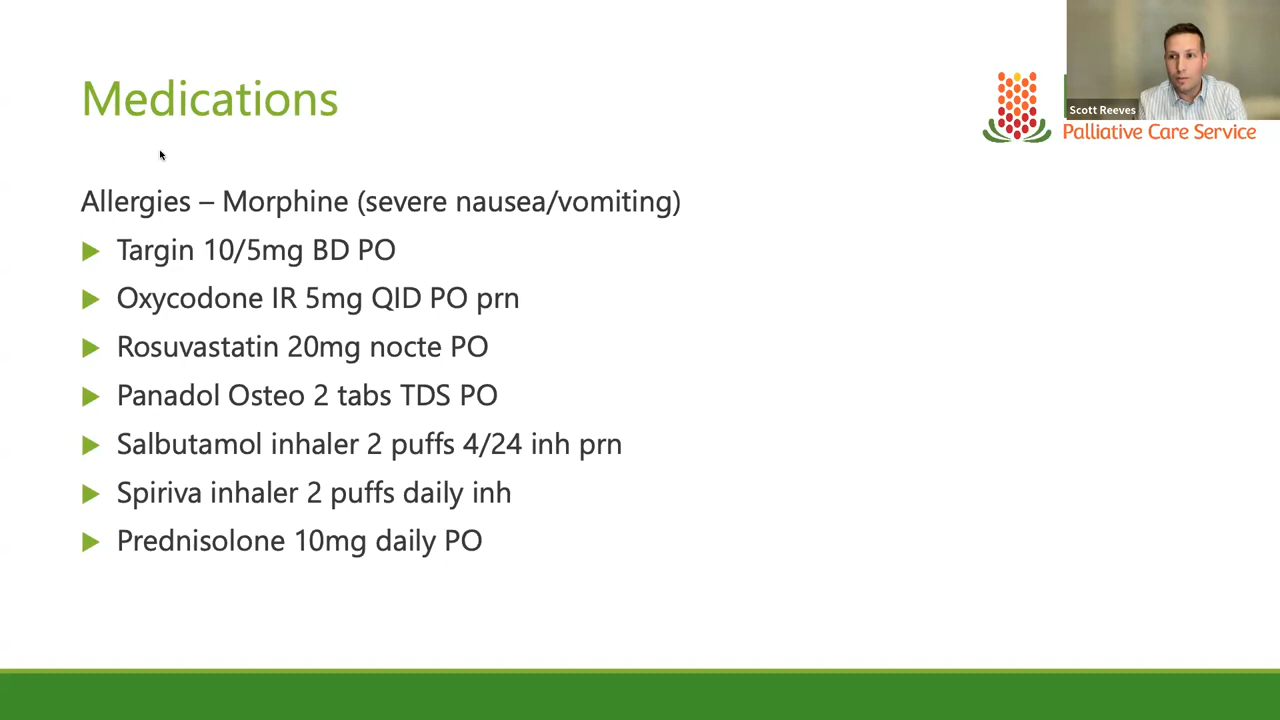 Medications
Scott Reeves
Palliative Care Service
Allergies – Morphine (severe nausea/vomiting)
Targin 10/5mg BD PO
Oxycodone IR 5mg QID PO prn
Rosuvastatin 20mg nocte PO
Panadol Osteo 2 tabs TDS PO
Salbutamol inhaler 2 puffs 4/24 inh prn
Spiriva inhaler 2 puffs daily inh
Prednisolone 10mg daily PO